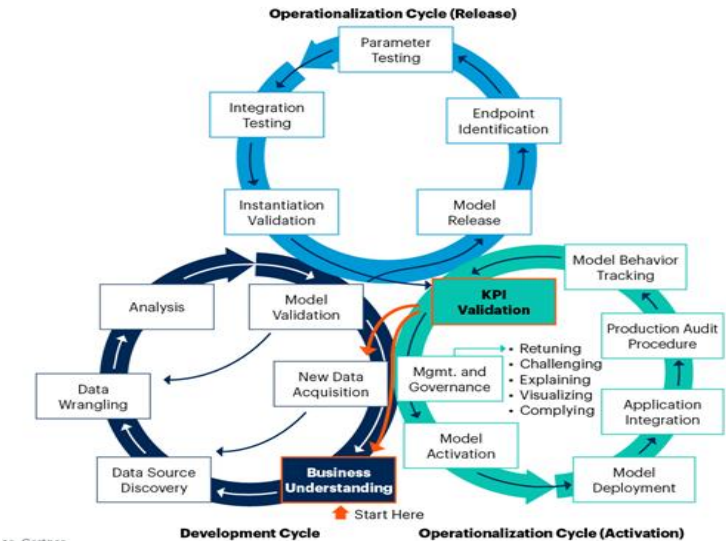 Operationalization Cycle (Release)
Parameter
Testing
Integration
Testing
Endpoint
Identification
Instantiation
Validation
Model
Release
Analysis
Model
Validation
KPI
Validation
Model Behavior
Tracking
Production Audit
Procedure
Data
Wrangling
New Data
Acquisition
Mgmt. and
Governance
• Retuning
• Challenging
• Explaining
• Visualizing
• Complying
Application
Integration
Data Source
Discovery
Business
Understanding
Model
Activation
Model
Deployment
Start Here
Development Cycle
Operationalization Cycle (Activation)
Gartner